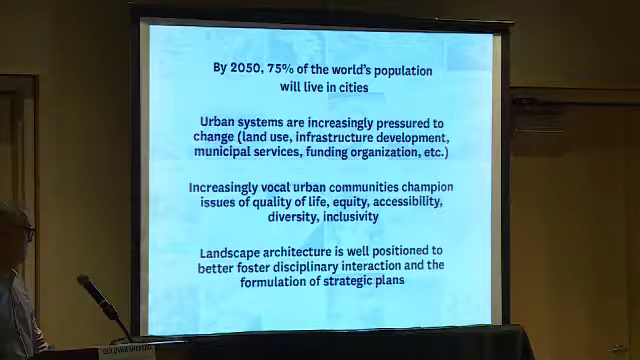 By 2050, 75% of the world's population
will live in cities
Urban systems are increasingly pressured to
change (land use, infrastructure development,
municipal services, funding organization, etc.)
Increasingly vocal urban communities champion
issues of quality of life, equity, accessibility,
diversity, inclusivity
Landscape architecture is well positioned to
better foster disciplinary interaction and the
formulation of strategic plans